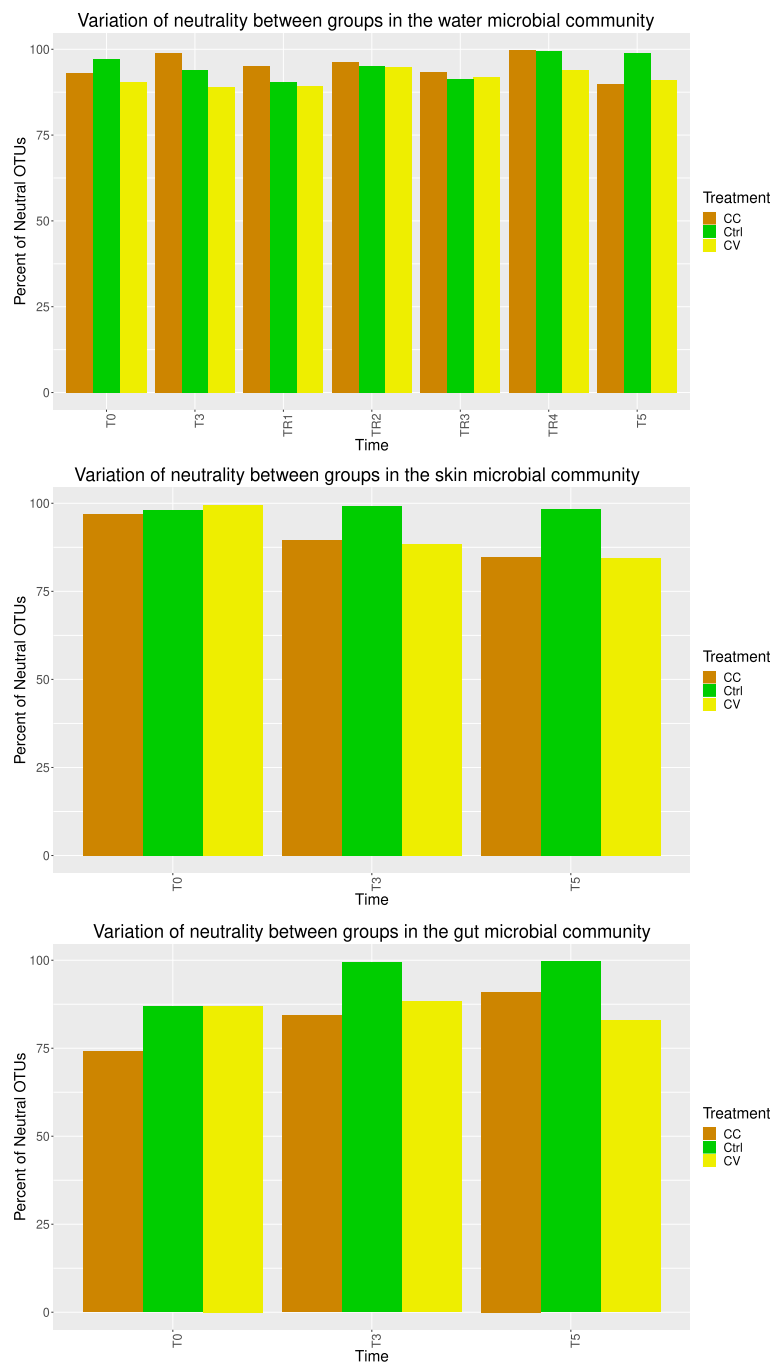 Variation of neutrality between groups in the water microbial community
Percent of Neutral OTUs
100
75
50
25
0
T0
T3
TR1
TR2
TR3
TR4
T5
Time
Treatment
CC
Ctrl
CV
Variation of neutrality between groups in the skin microbial community
Percent of Neutral OTUs
100
75
50
25
0
T0
T3
T5
Time
Treatment
CC
Ctrl
CV
Variation of neutrality between groups in the gut microbial community
Percent of Neutral OTUs
100
75
50
25
0
T0
T3
T5
Time
Treatment
CC
Ctrl
CV